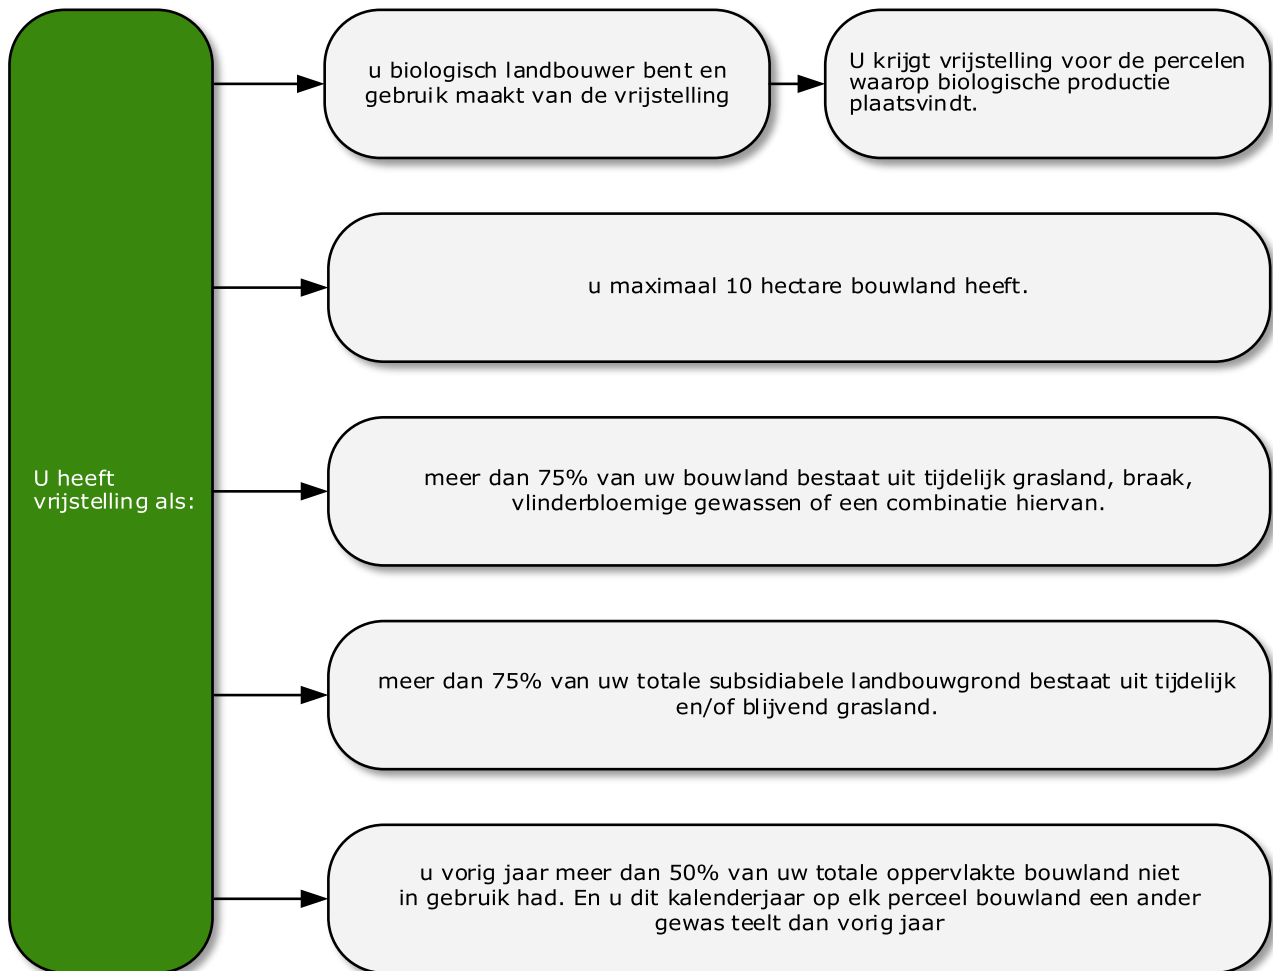 U heeft
vrijstelling als:
u biologisch landbouwer bent en
gebruik maakt van de vrijstelling
U krijgt vrijstelling voor de percelen
waarop biologische productie
plaatsvindt.
u maximaal 10 hectare bouwland heeft.
meer dan 75% van uw bouwland bestaat uit tijdelijk grasland, braak,
vlinderbloemige gewassen of een combinatie hiervan.
meer dan 75% van uw totale subsidiabele landbouwgrond bestaat uit tijdelijk
en/of blijvend grasland.
u vorig jaar meer dan 50% van uw totale oppervlakte bouwland niet
in gebruik had. En u dit kalenderjaar op elk perceel bouwland een ander
gewas teelt dan vorig jaar